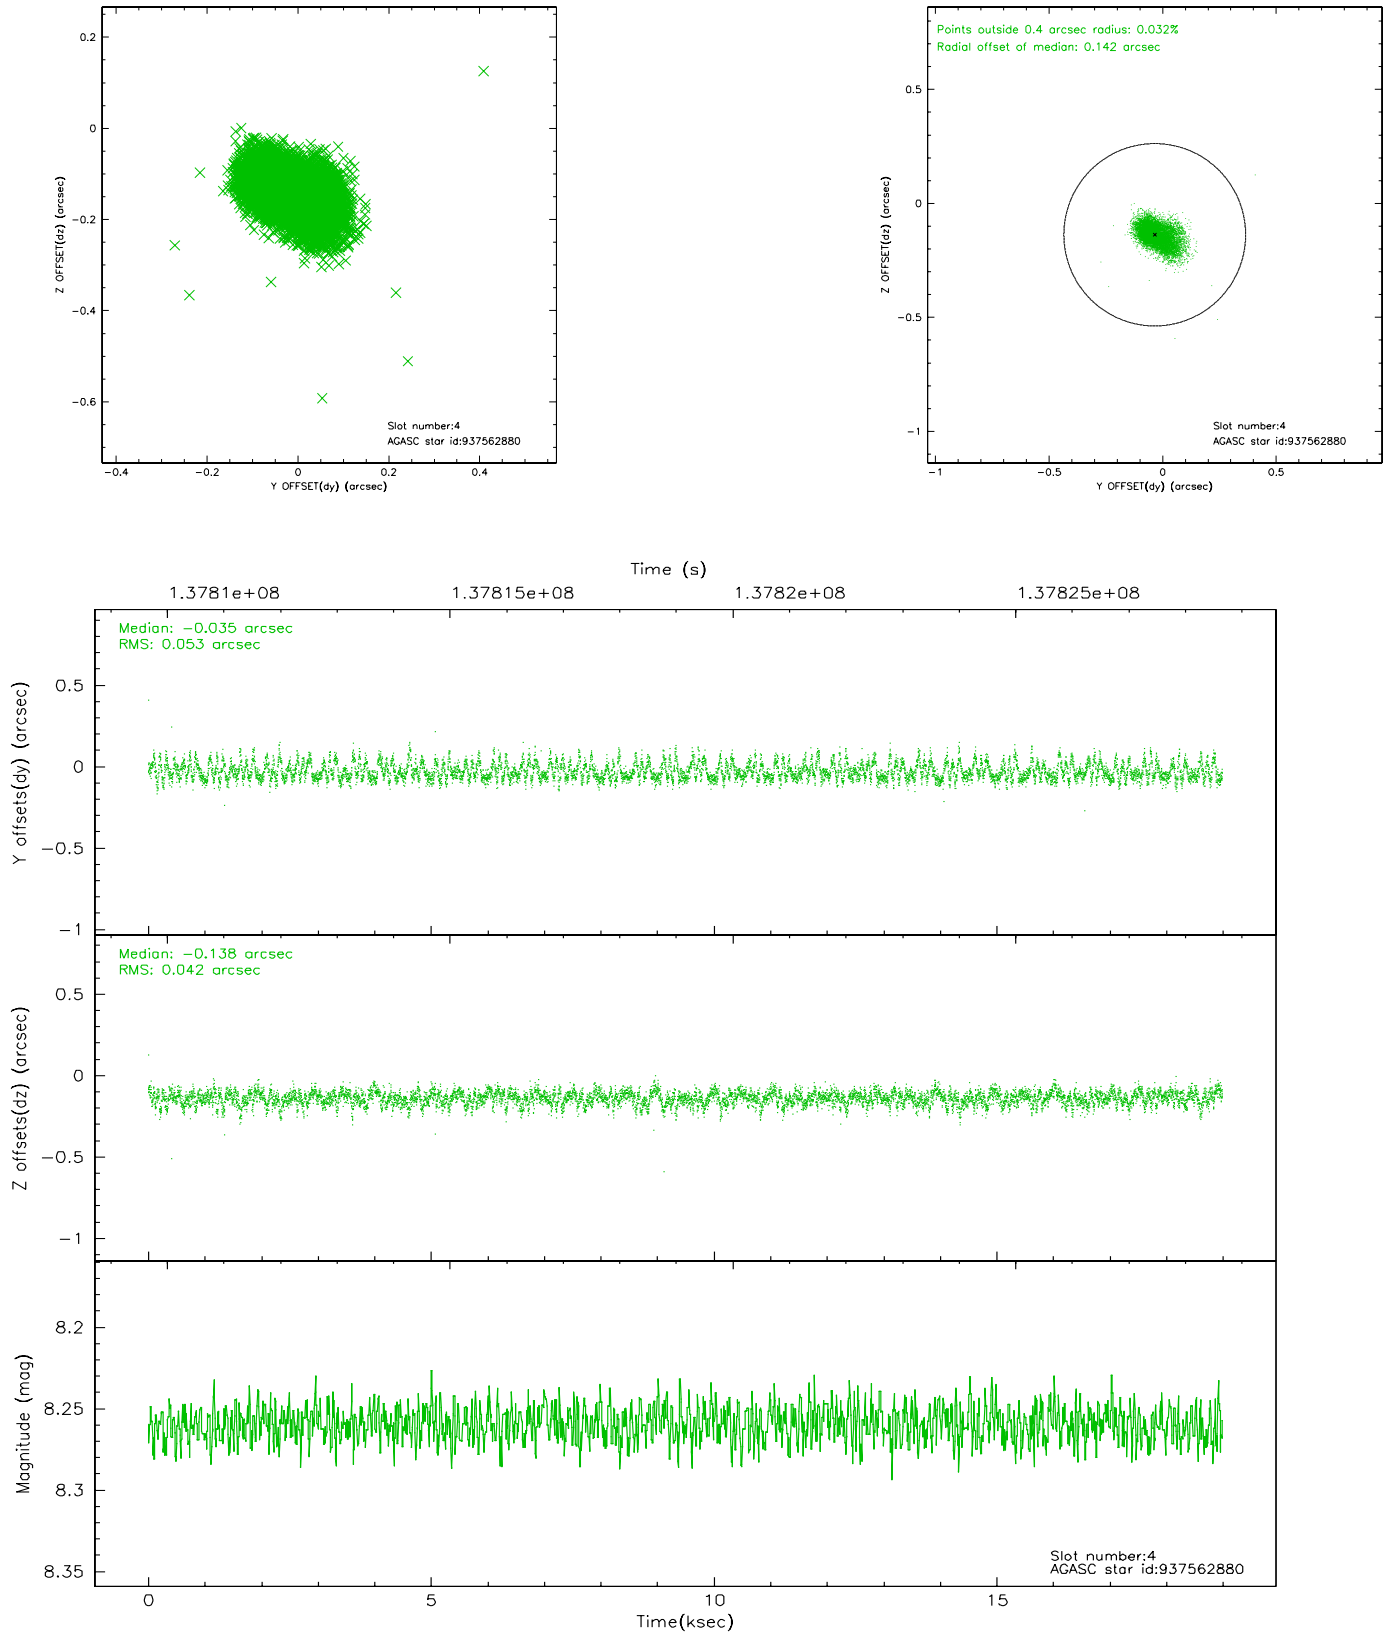 0.2
0
−0.2
−0.4
−0.6
Z OFFSET(dz) (arcsec)
−0.4 −0.2 0 0.2 0.4
Y OFFSET(dy) (arcsec)
Slot number:4
AGASC star id:937562880
Points outside 0.4 arcsec radius: 0.032%
Radial offset of median: 0.142 arcsec
0.5
0
−0.5
−1
Z OFFSET(dz) (arcsec)
−1 −0.5 0 0.5
Y OFFSET(dy) (arcsec)
Slot number:4
AGASC star id:937562880
Time (s)
1.3781e+08 1.37815e+08 1.3782e+08 1.37825e+08
Median: −0.035 arcsec
RMS: 0.053 arcsec
0.5
0
−0.5
−1
Y offsets(dy) (arcsec)
Median: −0.138 arcsec
RMS: 0.042 arcsec
0.5
0
−0.5
−1
Z offsets(dz) (arcsec)
8.2
8.25
8.3
8.35
Magnitude (mag)
Slot number:4
AGASC star id:937562880
0 5 10 15
Time(ksec)